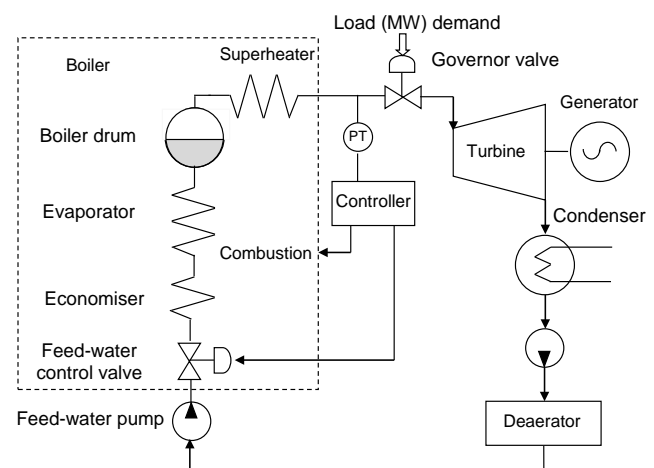 Load (MW) demand
Superheater
Boiler
Governor valve
Generator
Boiler drum
PT
Turbine
Evaporator
Controller
Condenser
Combustion
Economiser
Feed-water
control valve
Feed-water pump
Deaerator